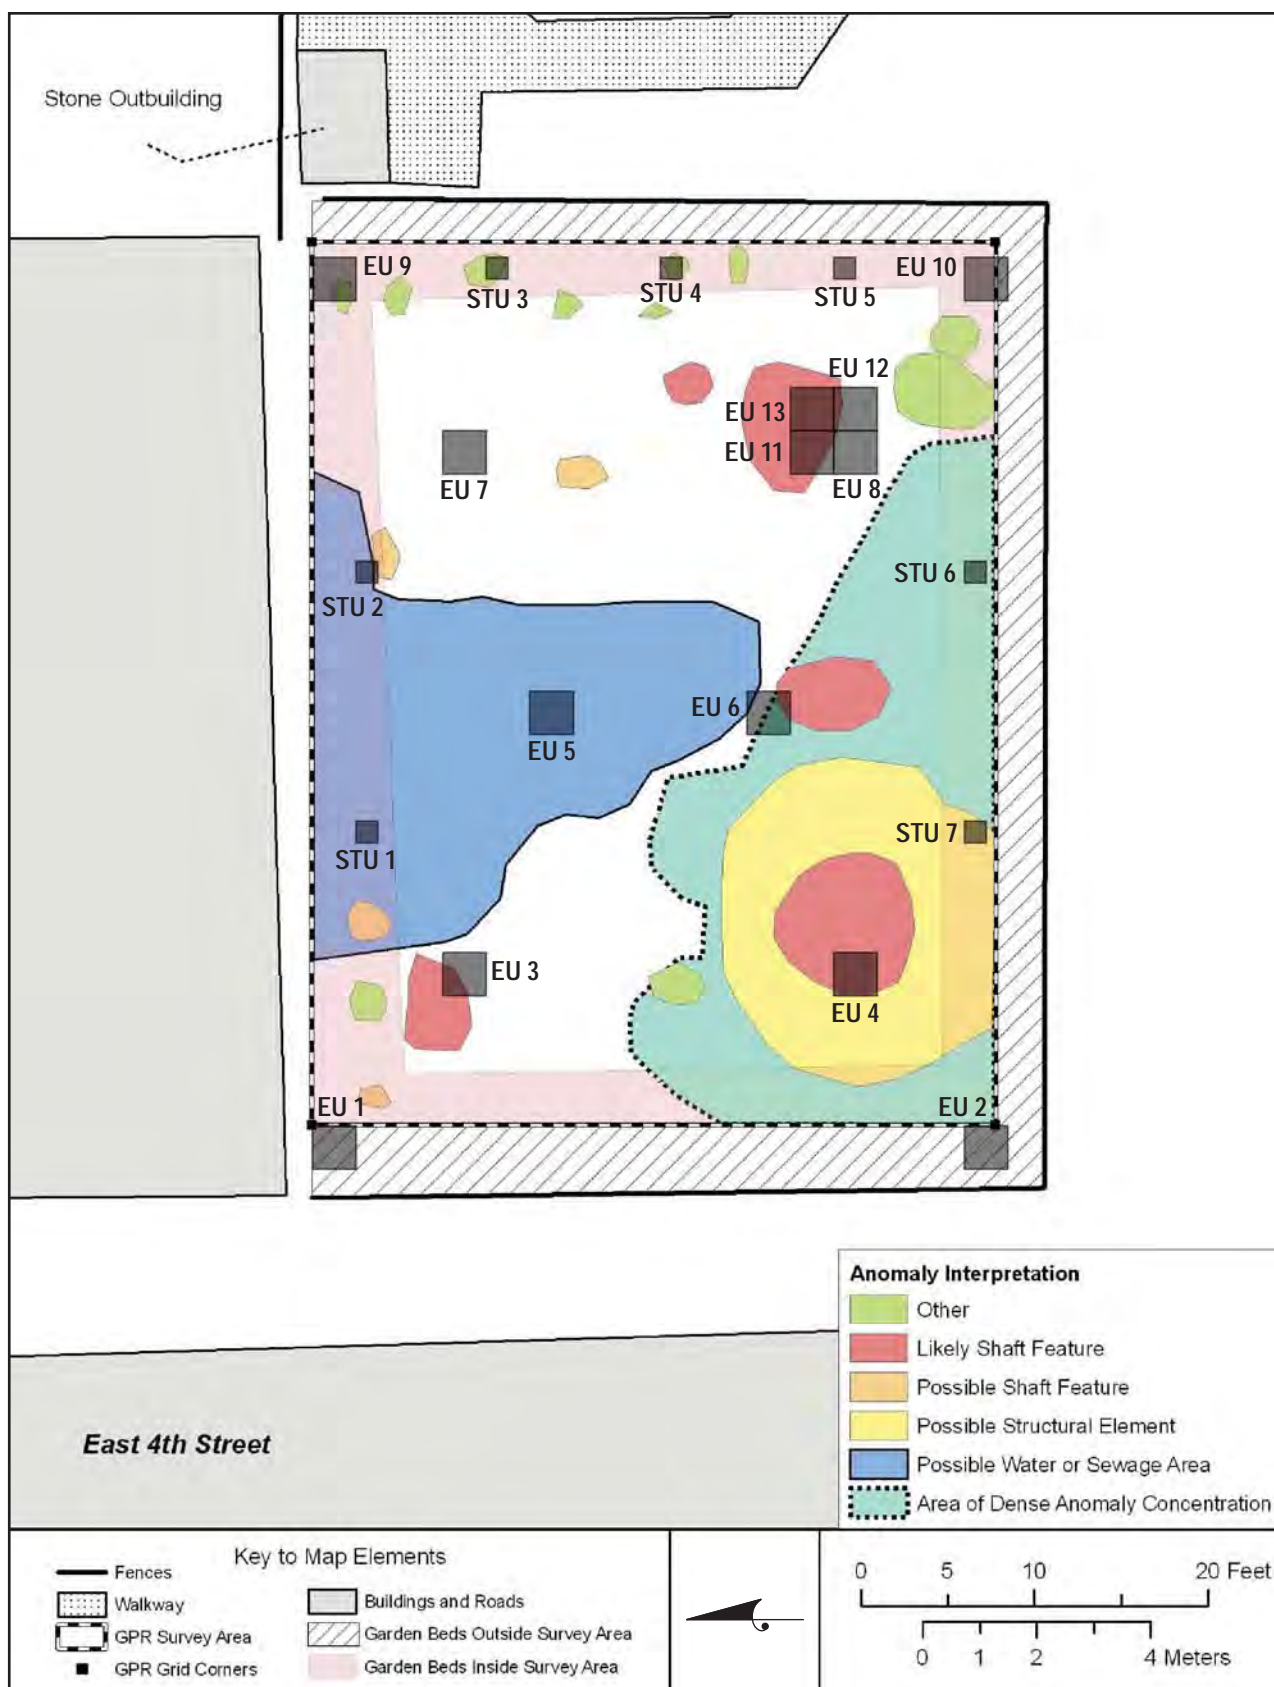 Stone Outbuilding
EU 9
EU 10
STU 3
STU 4
STU 5
EU 12
EU 13
EU 11
EU 7
EU 8
STU 2
STU 6
EU 6
EU 5
STU 1
STU 7
EU 3
EU 4
EU 1
EU 2
Anomaly Interpretation
Other
Likely Shaft Feature
Possible Shaft Feature
Possible Structural Element
Possible Water or Sewage Area
Area of Dense Anomaly Concentration
East 4th Street
Key to Map Elements
Fences
Walkway
GPR Survey Area
GPR Grid Corners
Buildings and Roads
Garden Beds Outside Survey Area
Garden Beds Inside Survey Area
0 5 10 20 Feet
0 1 2 4 Meters